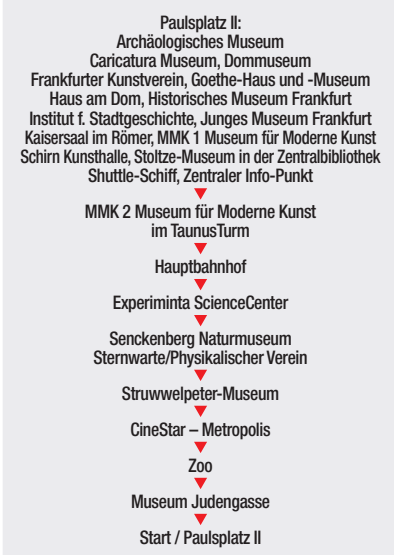 Paulsplatz II:
Archäologisches Museum
Caricatura Museum, Dommuseum
Frankfurter Kunstverein, Goethe-Haus und -Museum
Haus am Dom, Historisches Museum Frankfurt
Institut f. Stadtgeschichte, Junges Museum Frankfurt
Kaisersaal im Römer, MMK 1 Museum für Moderne Kunst
Schirn Kunsthalle, Stoltze-Museum in der Zentralbibliothek
Shuttle-Schiff, Zentraler Info-Punkt
MMK 2 Museum für Moderne Kunst
im TaunusTurm
Hauptbahnhof
Experiminta ScienceCenter
Senckenberg Naturmuseum
Sternwarte/Physikalischer Verein
Struwwelpeter-Museum
CineStar – Metropolis
Zoo
Museum Judengasse
Start / Paulsplatz II